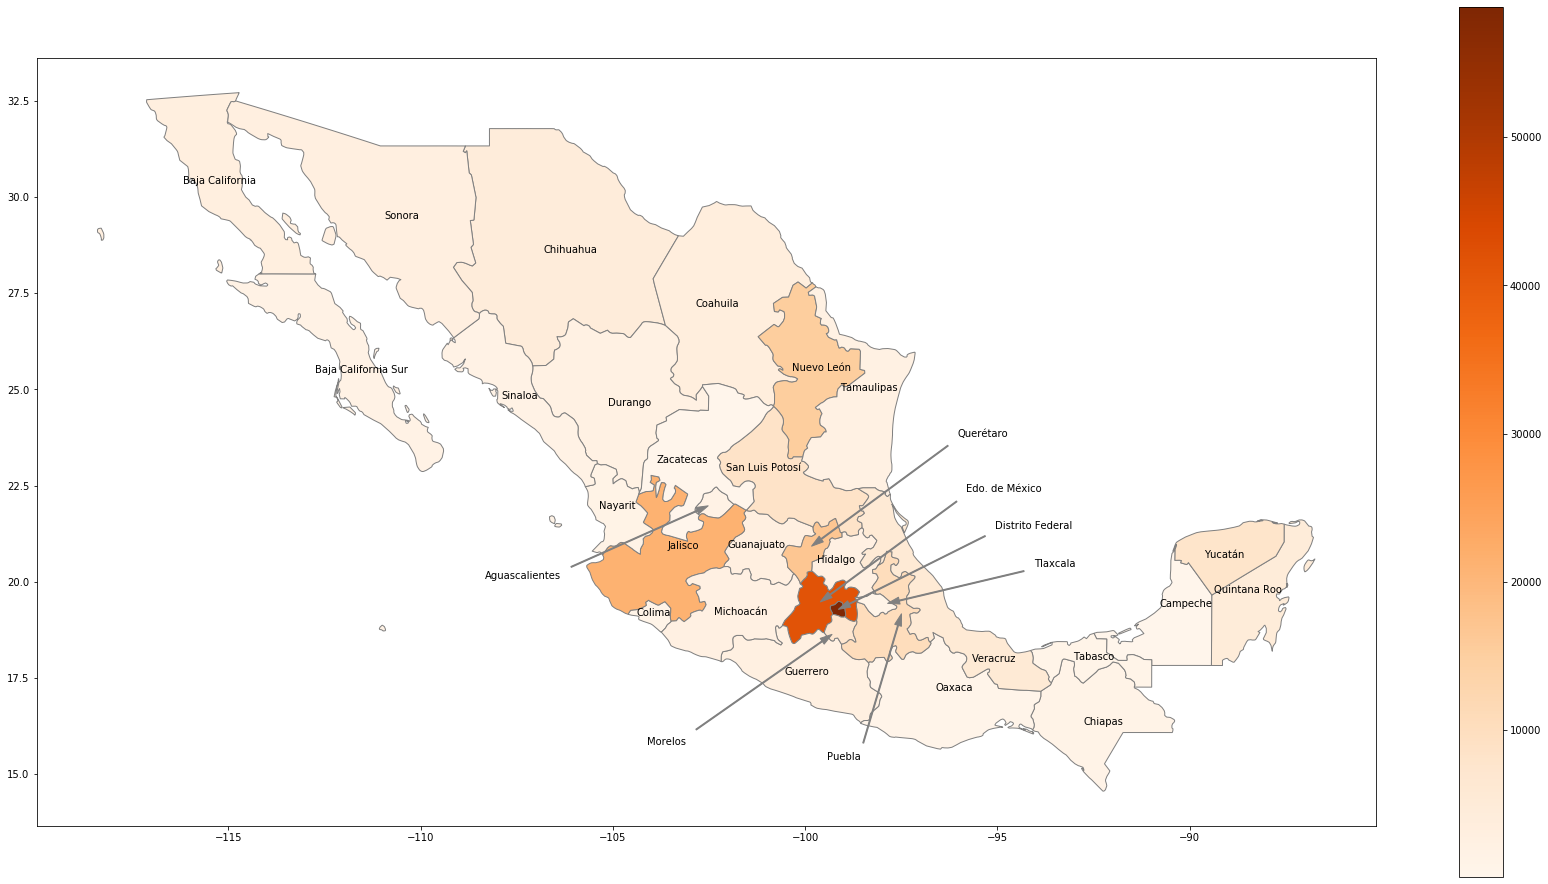 32.5
30.0
27.5
25.0
22.5
20.0
17.5
15.0
−115
−110
−105
−100
−95
−90
Baja California
Sonora
Chihuahua
Coahuila
Baja California Sur
Nuevo León
Tamaulipas
Sinaloa
Durango
Querétaro
Zacatecas
San Luis Potosí
Edo. de México
Nayarit
Distrito Federal
Jalisco
Guanajuato
Hidalgo
Yucatán
Tlaxcala
Aguascalientes
Quintana Roo
Campeche
Colima
Michoacán
Veracruz
Tabasco
Guerrero
Oaxaca
Chiapas
Morelos
Puebla
50000
40000
30000
20000
10000